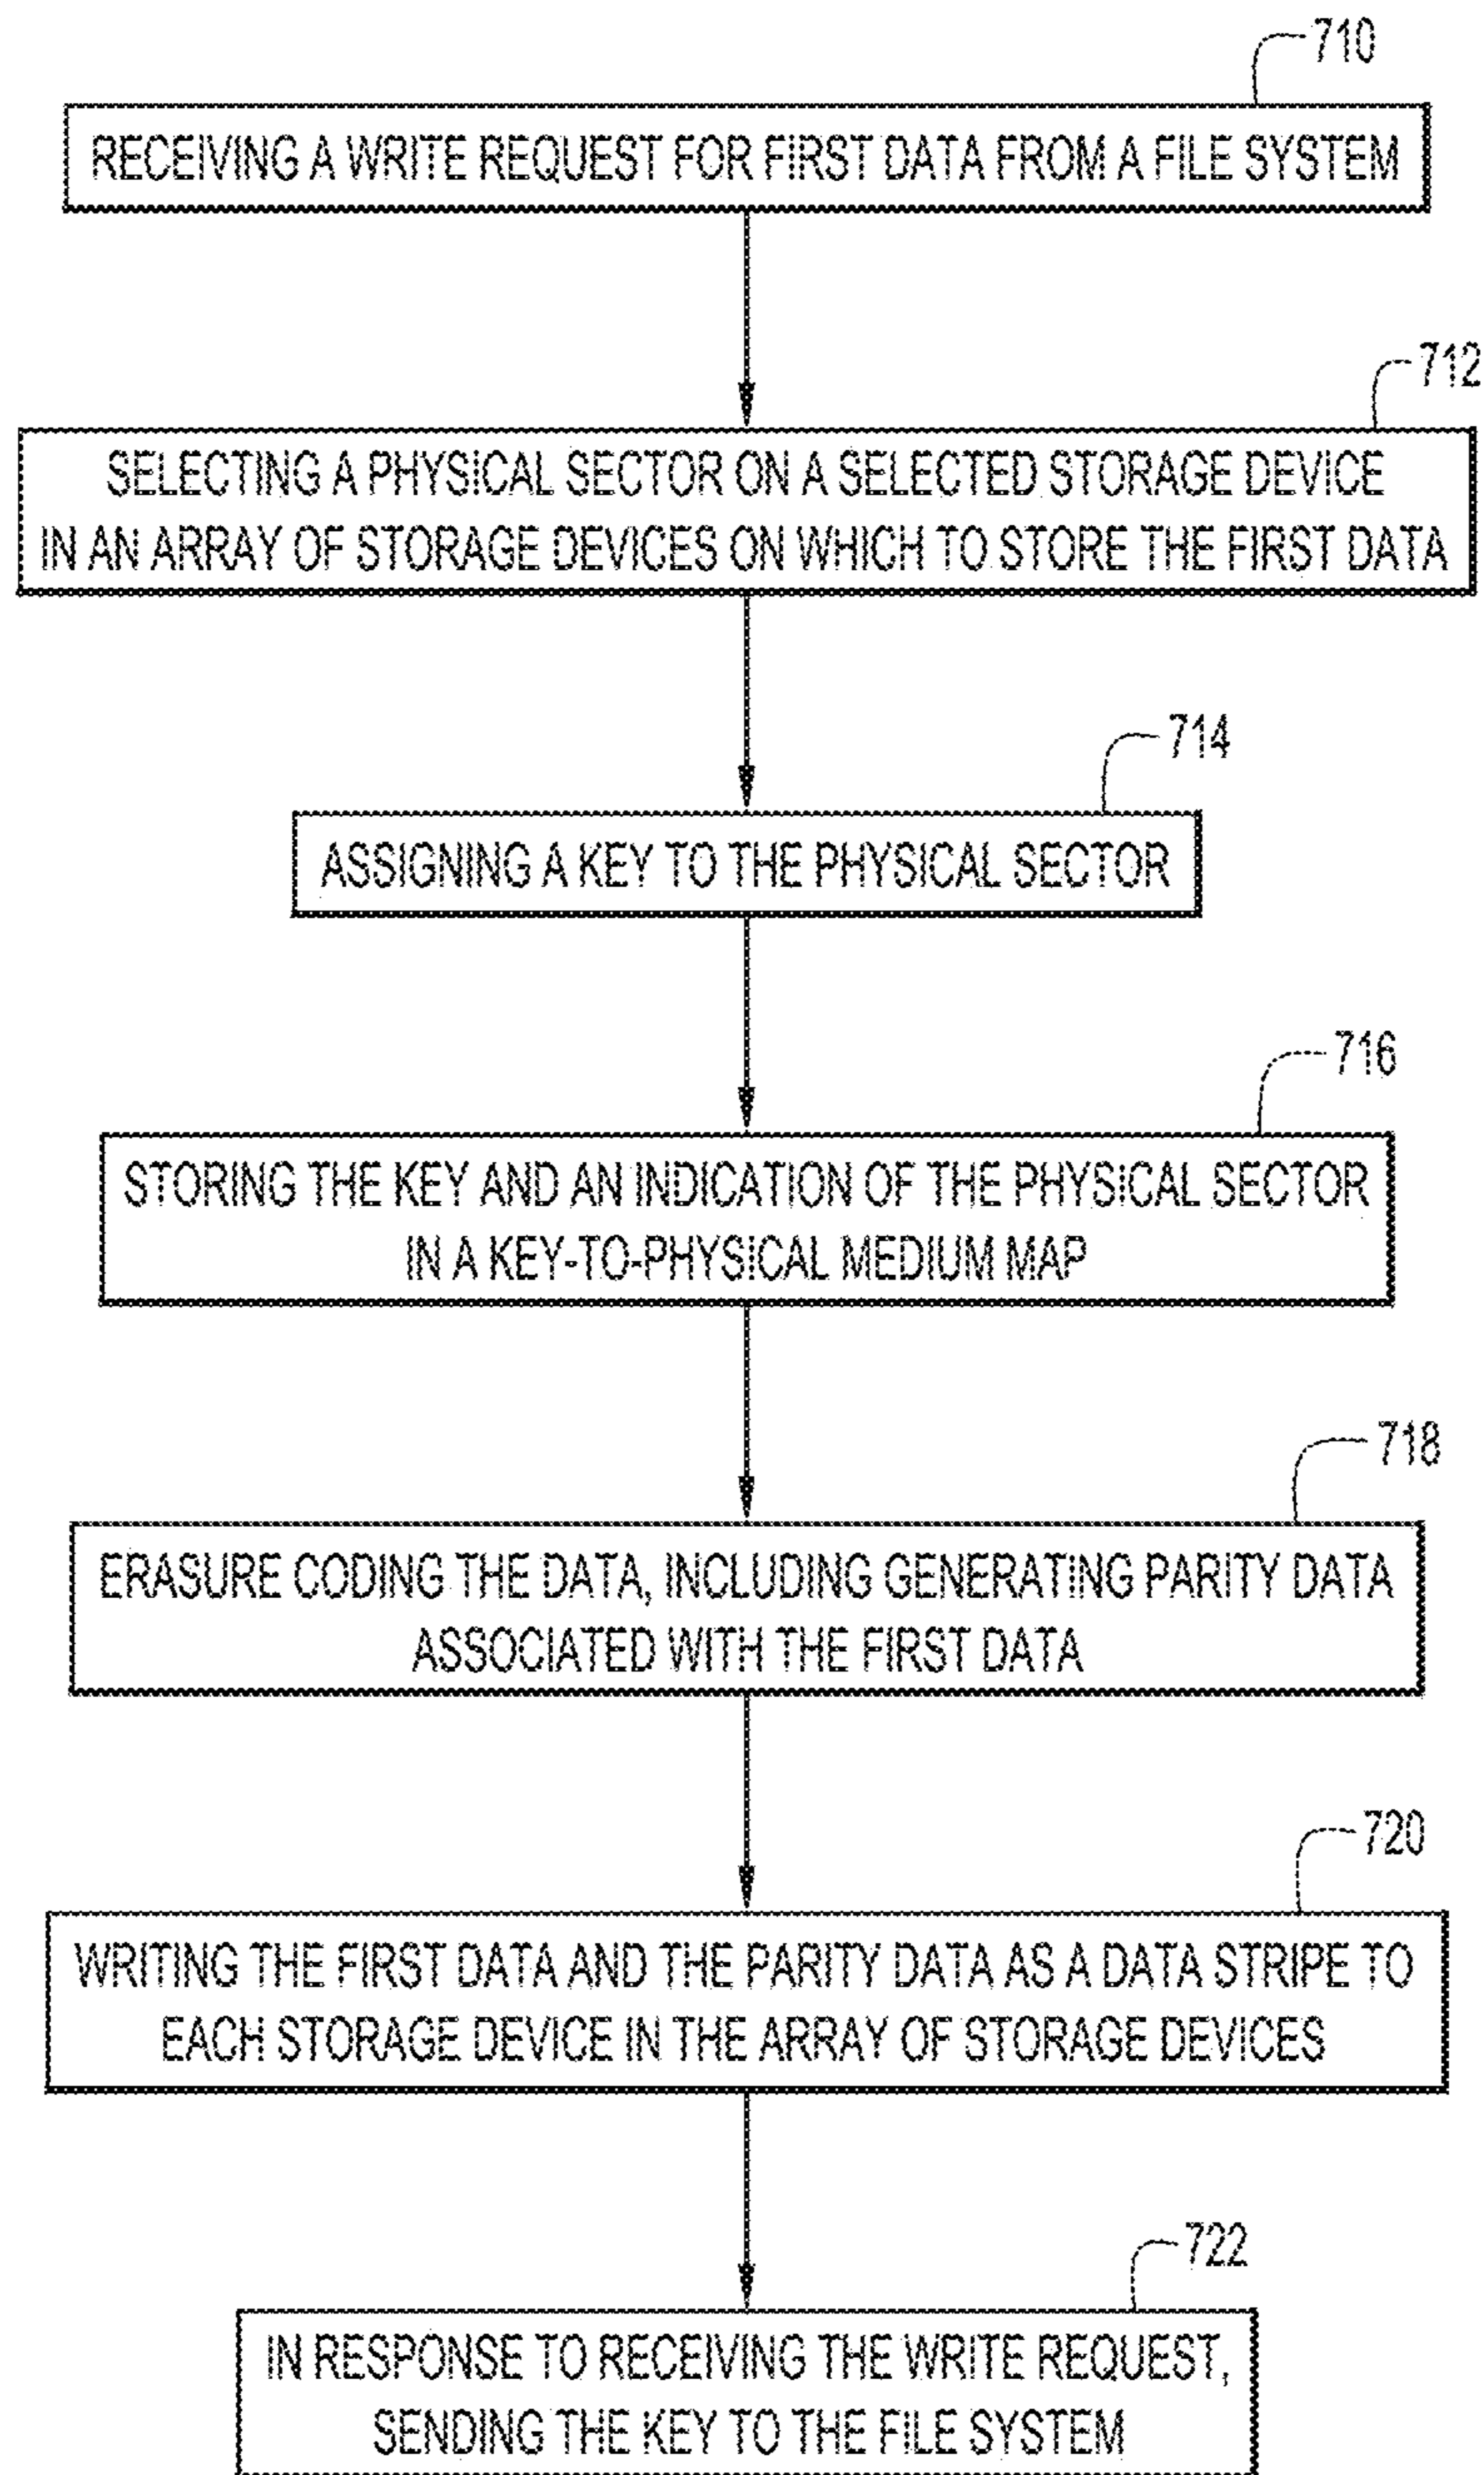 710
RECEIVING A WRITE REQUEST FOR FIRST DATA FROM A FILE SYSTEM
712
SELECTING A PHYSICAL SECTOR ON A SELECTED STORAGE DEVICE
IN AN ARRAY OF STORAGE DEVICES ON WHICH TO STORE THE FIRST DATA
714
ASSIGNING A KEY TO THE PHYSICAL SECTOR
716
STORING THE KEY AND AN INDICATION OF THE PHYSICAL SECTOR
IN A KEY-TO-PHYSICAL MEDIUM MAP
718
ERASURE CODING THE DATA, INCLUDING GENERATING PARITY DATA
ASSOCIATED WITH THE FIRST DATA
720
WRITING THE FIRST DATA AND THE PARITY DATA AS A DATA STRIPE TO
EACH STORAGE DEVICE IN THE ARRAY OF STORAGE DEVICES
722
IN RESPONSE TO RECEIVING THE WRITE REQUEST,
SENDING THE KEY TO THE FILE SYSTEM